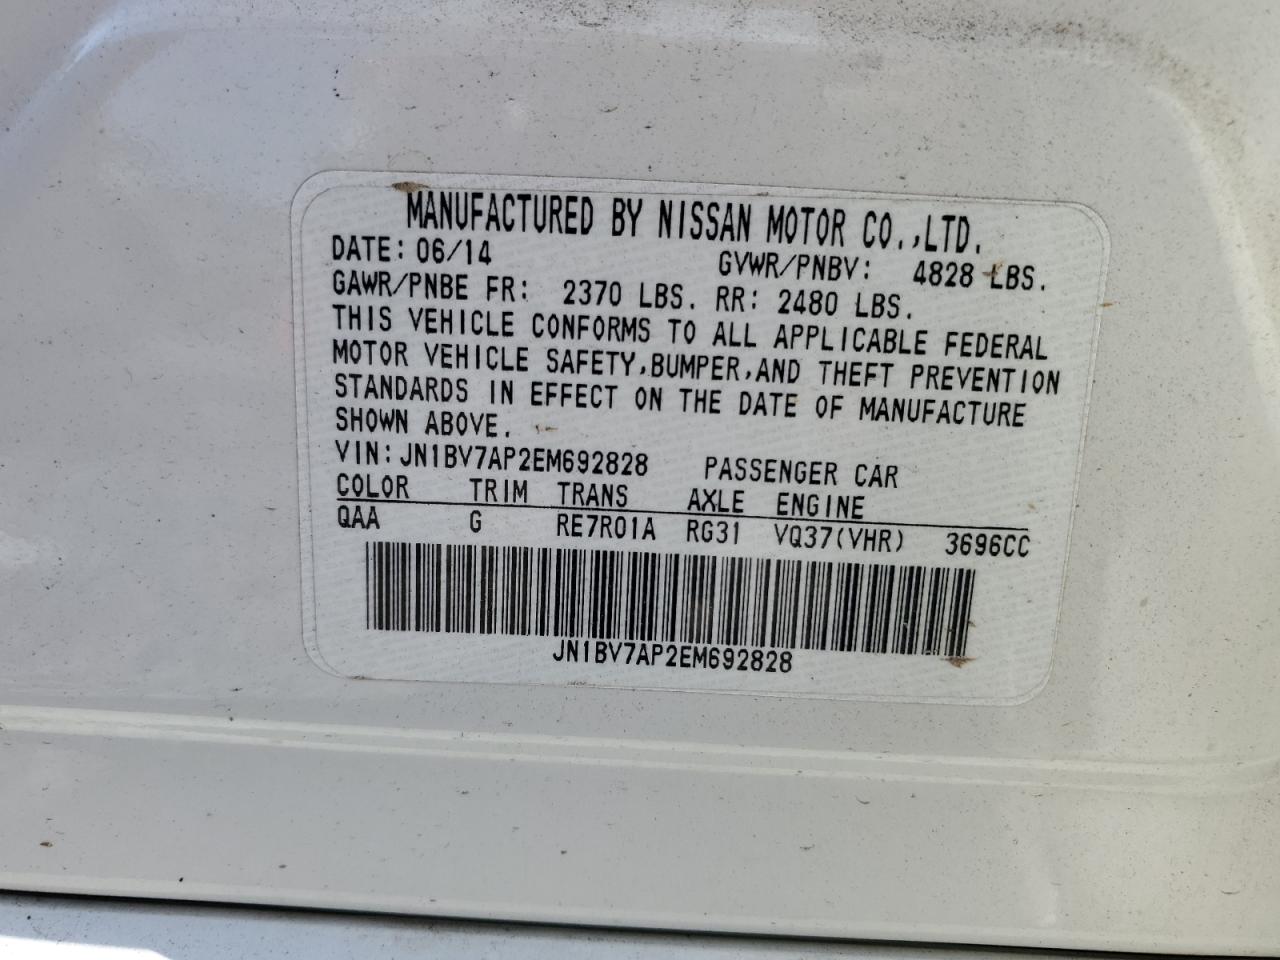 MANUFACTURED BY NISSAN MOTOR CO.,LTD.
DATE: 06/14 GVWR/PNBV: 4828 LBS.
GAWR/PNBE FR: 2370 LBS. RR: 2480 LBS.
THIS VEHICLE CONFORMS TO ALL APPLICABLE FEDERAL
MOTOR VEHICLE SAFETY,BUMPER,AND THEFT PREVENTION
STANDARDS IN EFFECT ON THE DATE OF MANUFACTURE
SHOWN ABOVE.
VIN: JN1BV7AP2EM692828 PASSENGER CAR
COLOR TRIM TRANS AXLE ENGINE
QAA G RE7R01A RG31 VQ37(VHR) 3696CC
JN1BV7AP2EM692828